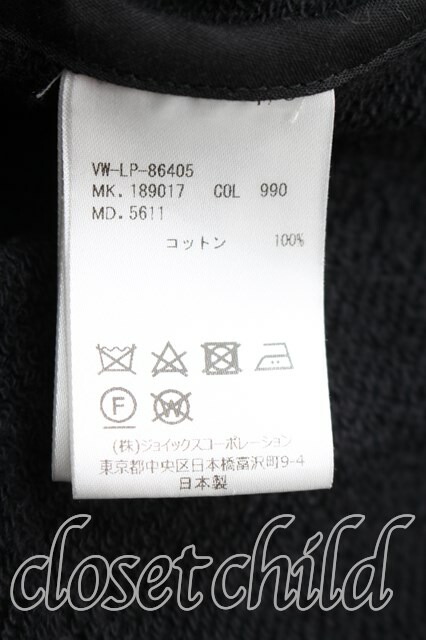 VW-LP-86405
MK. 189017 COL 990
MD. 5611
コットン 100%
F
W
(株)ジョイックスコーポレーション
東京都中央区日本橋富沢町9-4
日本製
closetchild